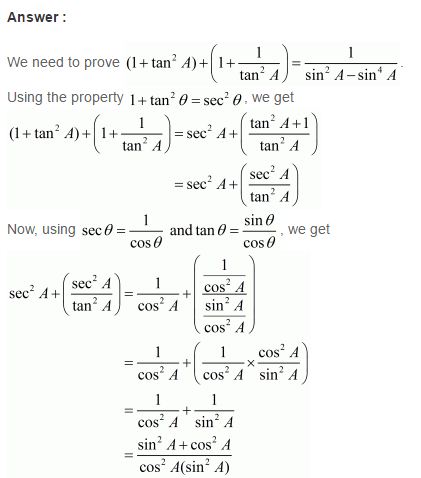 Answer :
We need to prove (1 + tan² A) + (1 + 1/tan² A) = 1/(sin² A − sin⁴ A) .
Using the property 1 + tan² θ = sec² θ , we get
(1 + tan² A) + (1 + 1/tan² A) = sec² A + ((tan² A + 1)/tan² A)
= sec² A + (sec² A/tan² A)
Now, using sec θ = 1/cos θ and tan θ = sin θ/cos θ , we get
sec² A + (sec² A/tan² A) = 1/cos² A + ((1/cos² A)/(sin² A/cos² A))
= 1/cos² A + (1/cos² A × cos² A/sin² A)
= 1/cos² A + 1/sin² A
= (sin² A + cos² A)/(cos² A(sin² A))